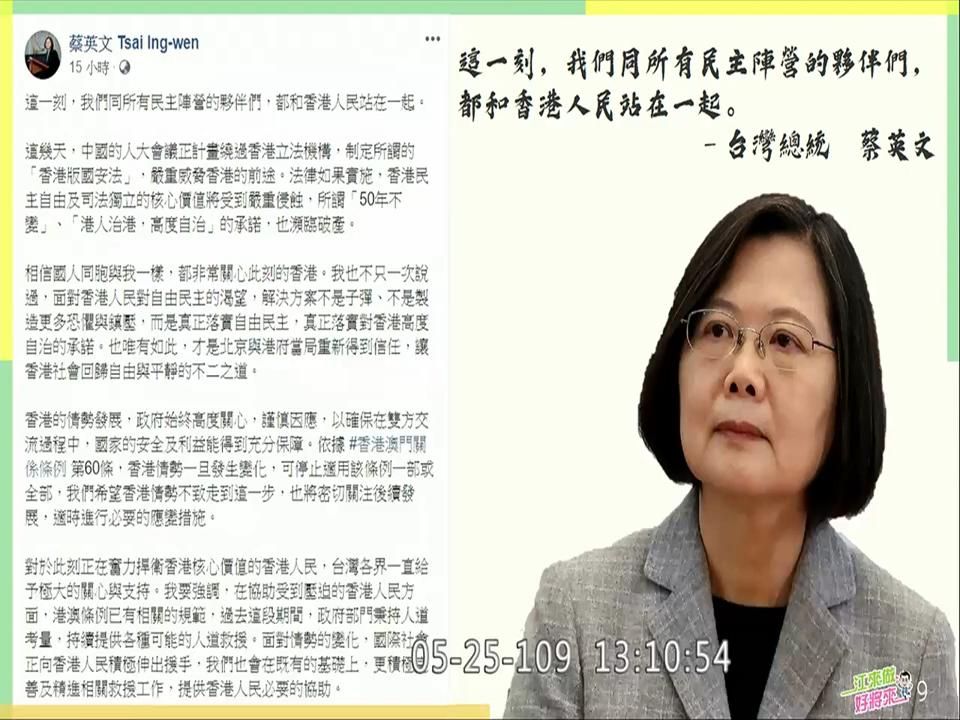 蔡英文 Tsai Ing-wen
15 小時
這一刻，我們同所有民主陣營的夥伴們，都和香港人民站在一起。
這幾天，中國的人大會議正計畫繞過香港立法機構，制定所謂的
「香港版國安法」，嚴重威脅香港的前途。法律如果實施，香港民
主自由及司法獨立的核心價值將受到嚴重侵蝕，所謂「50年不
變」、「港人治港，高度自治」的承諾，也瀕臨破產。
相信國人同胞與我一樣，都非常關心此刻的香港。我也不只一次說
過，面對香港人民對自由民主的渴望，解決方案不是子彈、不是製
造更多恐懼與鎮壓，而是真正落實自由民主，真正落實對香港高度
自治的承諾。也唯有如此，才是北京與港府當局重新得到信任，讓
香港社會回歸自由與平靜的不二之道。
香港的情勢發展，政府始終高度關心，謹慎因應，以確保在雙方交
流過程中，國家的安全及利益能得到充分保障。依據 #香港澳門關
係條例 第60條，香港情勢一旦發生變化，可停止適用該條例一部或
全部，我們希望香港情勢不致走到這一步，也將密切關注後續發
展，適時進行必要的應變措施。
對於此刻正在奮力捍衛香港核心價值的香港人民，台灣各界一直給
予極大的關心與支持。我要強調，在協助受到壓迫的香港人民方
面，港澳條例已有相關的規範，過去這段期間，政府部門秉持人道
考量，持續提供各種可能的人道救援。面對情勢的變化，國際社會
正向香港人民積極伸出援手，我們也會在既有的基礎上，更積極
善及精進相關救援工作，提供香港人民必要的協助。
這一刻，我們同所有民主陣營的夥伴們，
都和香港人民站在一起。
－台灣總統 蔡英文
05-25-109 13:10:54
一江來做
好將來
9